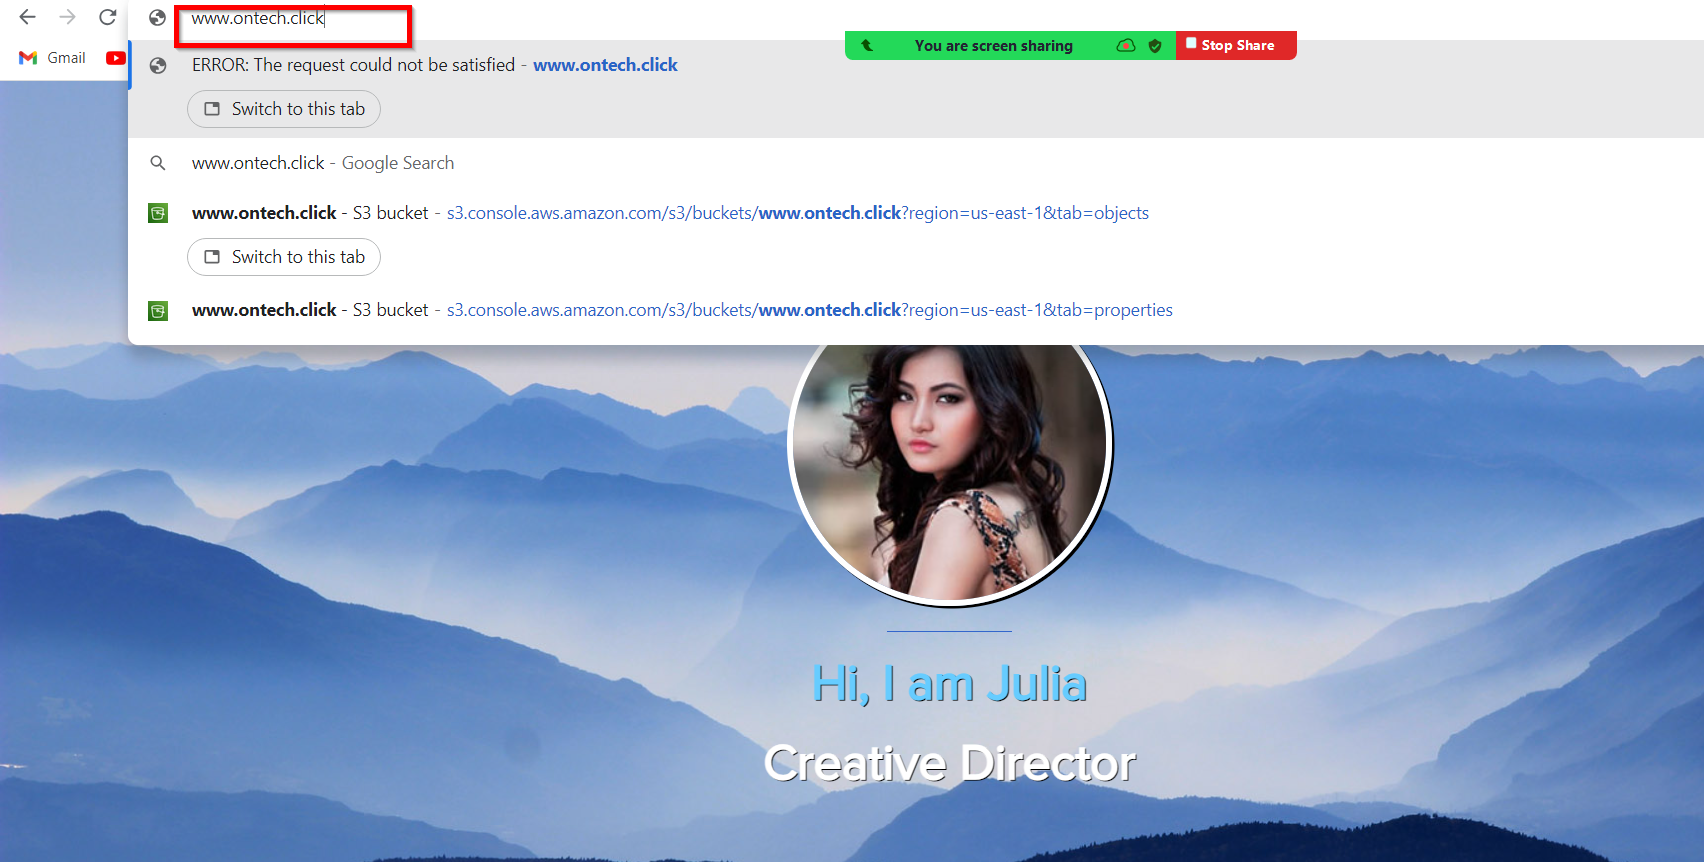 www.ontech.click
Gmail
You are screen sharing
Stop Share
ERROR: The request could not be satisfied - www.ontech.click
Switch to this tab
www.ontech.click - Google Search
www.ontech.click - S3 bucket - s3.console.aws.amazon.com/s3/buckets/www.ontech.click?region=us-east-1&tab=objects
Switch to this tab
www.ontech.click - S3 bucket - s3.console.aws.amazon.com/s3/buckets/www.ontech.click?region=us-east-1&tab=properties
Hi, I am Julia
Creative Director